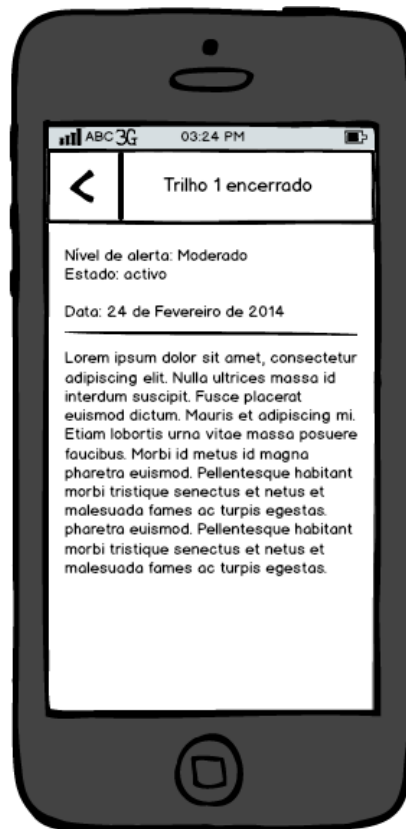 ABC 3G 03:24 PM
Trilho 1 encerrado
Nível de alerta: Moderado
Estado: activo
Data: 24 de Fevereiro de 2014
Lorem ipsum dolor sit amet, consectetur
adipiscing elit. Nulla ultrices massa id
interdum suscipit. Fusce placerat
euismod dictum. Mauris et adipiscing mi.
Etiam lobortis urna vitae massa posuere
faucibus. Morbi id metus id magna
pharetra euismod. Pellentesque habitant
morbi tristique senectus et netus et
malesuada fames ac turpis egestas.
pharetra euismod. Pellentesque habitant
morbi tristique senectus et netus et
malesuada fames ac turpis egestas.